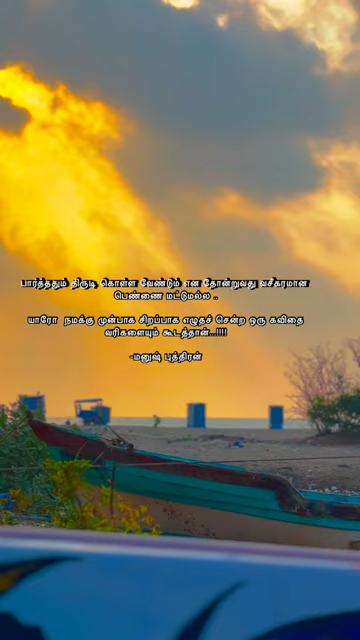 பார்த்ததும் திருடி கொள்ள வேண்டும் என தோன்றுவது வசீகரமான
பெண்ணை மட்டுமல்ல ..
யாரோ நமக்கு முன்பாக சிறப்பாக எழுதச் சென்ற ஒரு கவிதை
வரிகளையும் கூடத்தான்...!!!!
-மனுஷ் புத்திரன்